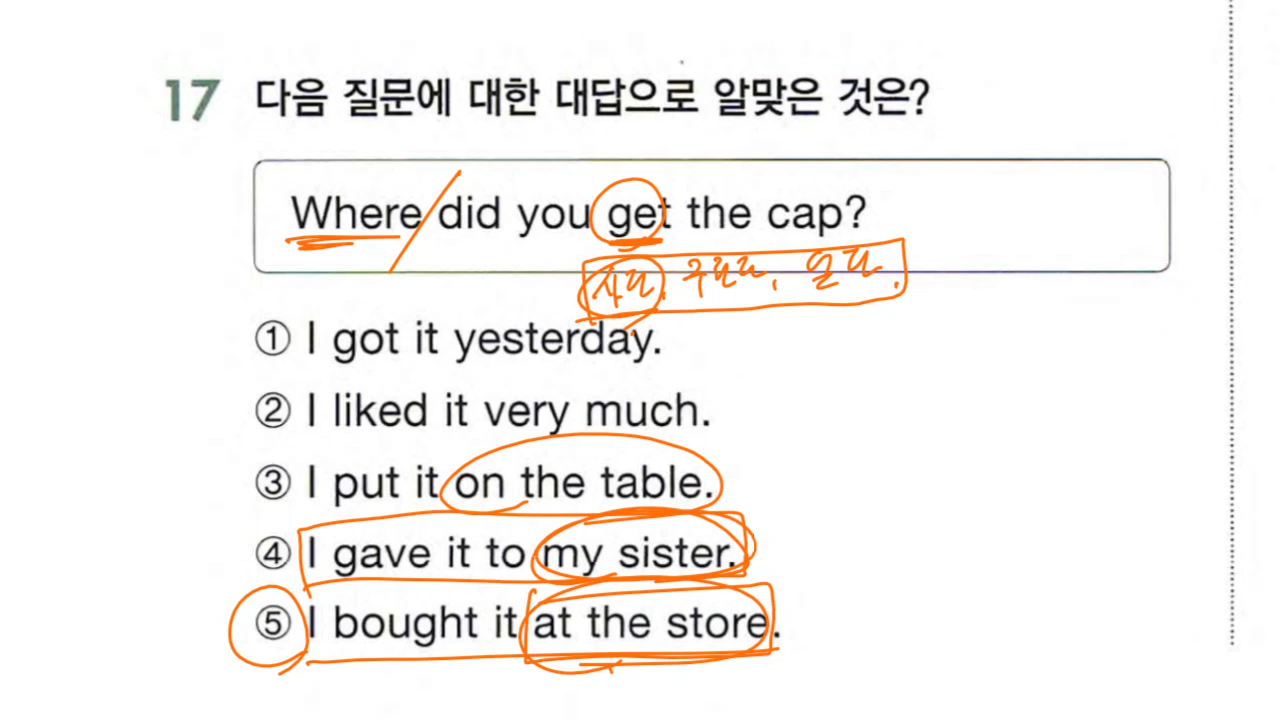 17 다음 질문에 대한 대답으로 알맞은 것은?
Where did you get the cap?
사다. 구하다, 얻다.
① I got it yesterday.
② I liked it very much.
③ I put it on the table.
④ I gave it to my sister.
⑤ I bought it at the store.